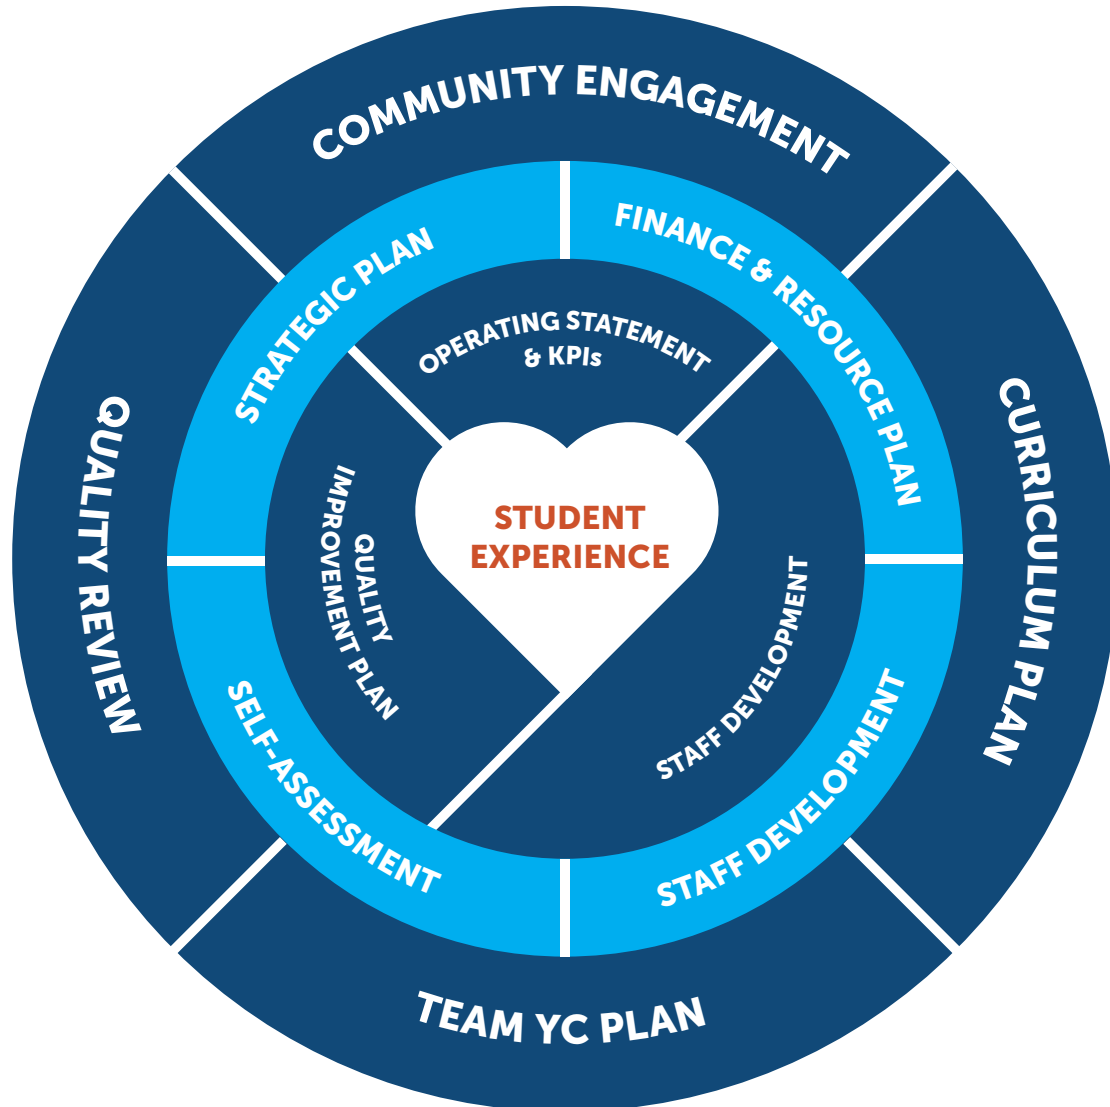 COMMUNITY ENGAGEMENT
STRATEGIC PLAN
FINANCE & RESOURCE PLAN
OPERATING STATEMENT
& KPIs
QUALITY REVIEW
CURRICULUM PLAN
QUALITY
IMPROVEMENT PLAN
STUDENT
EXPERIENCE
STAFF DEVELOPMENT
SELF-ASSESSMENT
STAFF DEVELOPMENT
TEAM YC PLAN